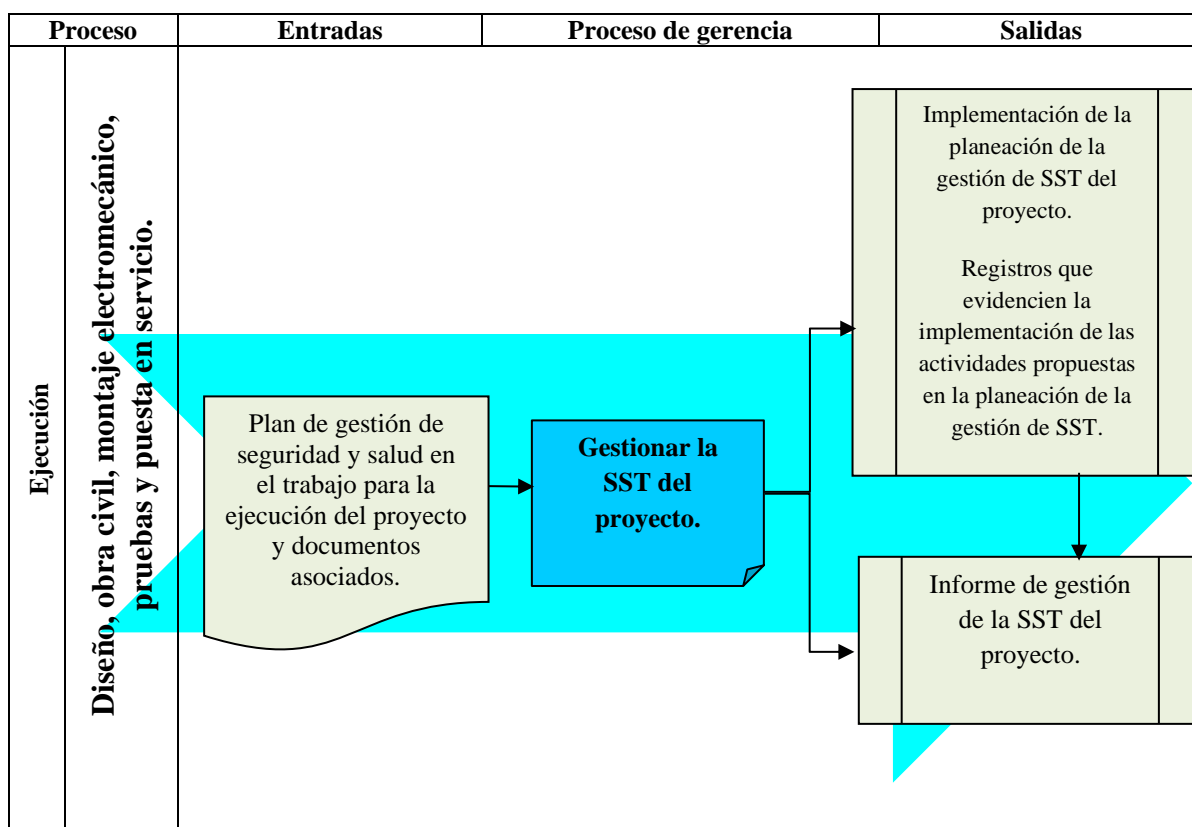 Proceso
Entradas
Proceso de gerencia
Salidas
Ejecución
Diseño, obra civil, montaje electromecánico,
pruebas y puesta en servicio.
Plan de gestión de
seguridad y salud en
el trabajo para la
ejecución del proyecto
y documentos
asociados.
Gestionar la
SST del
proyecto.
Implementación de la
planeación de la
gestión de SST del
proyecto.
Registros que
evidencien la
implementación de las
actividades propuestas
en la planeación de la
gestión de SST.
Informe de gestión
de la SST del
proyecto.